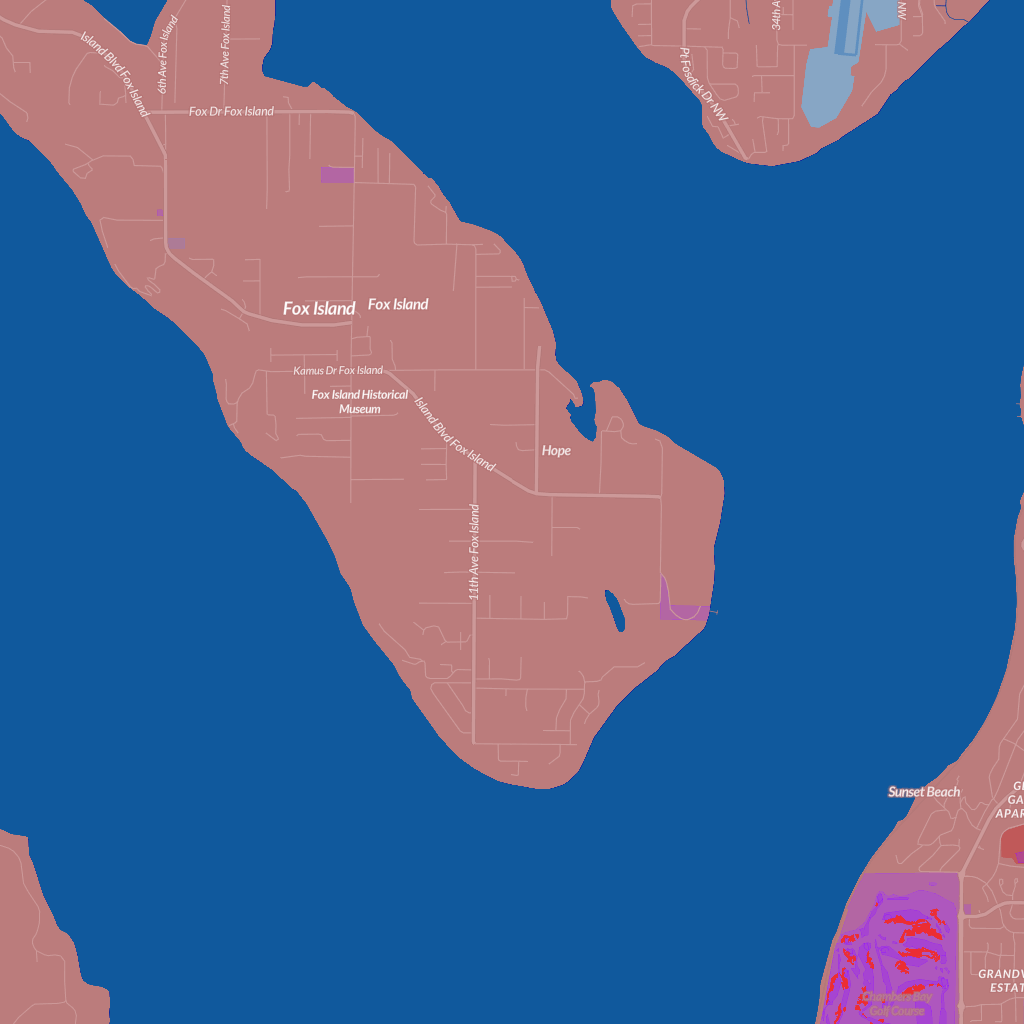 Island Blvd Fox Island
6th Ave Fox Island
7th Ave Fox Island
34th A
NW
Pt Fosdick Dr NW
Fox Dr Fox Island
Fox Island
Fox Island
Kamus Dr Fox Island
Fox Island Historical
Museum
Island Blvd Fox Island
Hope
11th Ave Fox Island
Sunset Beach
GA
APAR
GRANDV
ESTAT
Chambers Bay
Golf Course